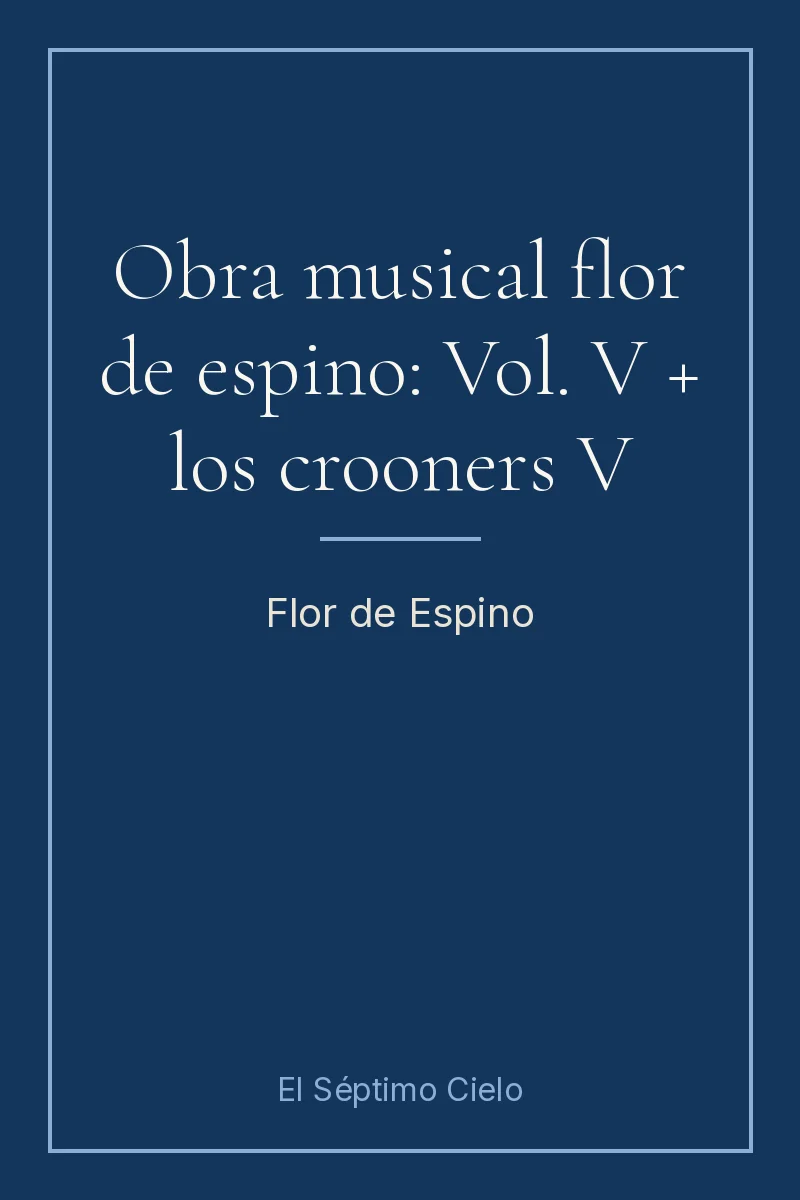 Obra musical flor
de espino: Vol. V +
los crooners V
Flor de Espino
El Séptimo Cielo